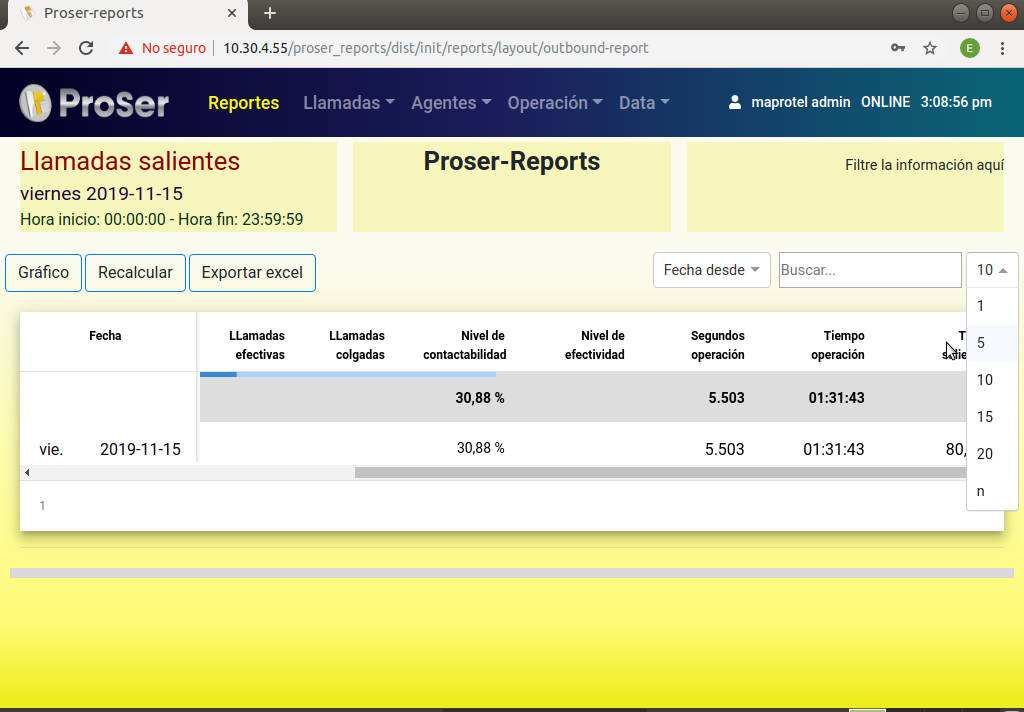 Proser-reports
No seguro
10.30.4.55/proser_reports/dist/init/reports/layout/outbound-report
E
ProSer
Reportes
Llamadas
Agentes
Operación
Data
maprotel admin
ONLINE
3:08:56 pm
Llamadas salientes
viernes 2019-11-15
Hora inicio: 00:00:00 - Hora fin: 23:59:59
Proser-Reports
Filtre la información aquí
Gráfico
Recalcular
Exportar excel
Fecha desde
Buscar...
10
1
5
10
15
20
n
Fecha
LLamadas
efectivas
LLamadas
colgadas
Nivel de
contactabilidad
Nivel de
efectividad
Segundos
operación
Tiempo
operación
30,88 %
5.503
01:31:43
vie.
2019-11-15
30,88 %
5.503
01:31:43
80,
1